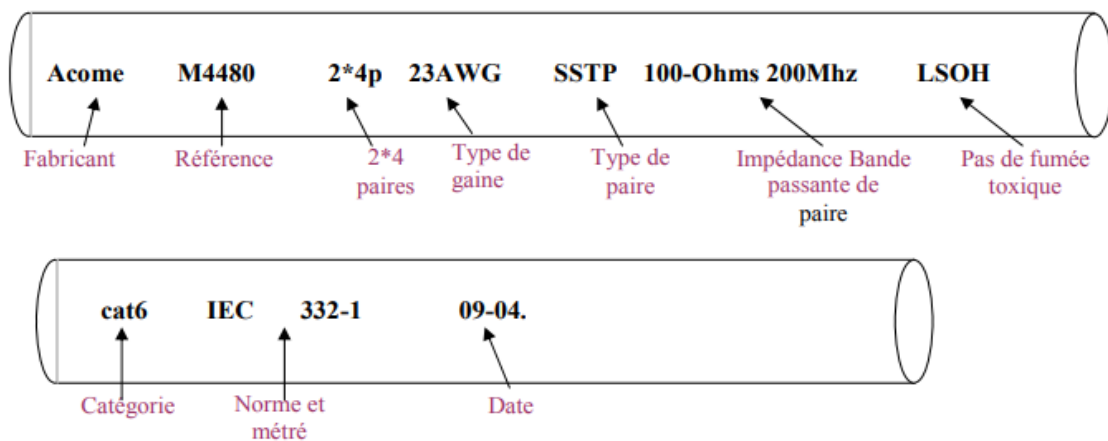 Acome M4480 2*4p 23AWG SSTP 100-Ohms 200Mhz LSOH
Fabricant Référence 2*4 paires Type de gaine Type de paire Impédance Bande passante de paire Pas de fumée toxique
cat6 IEC 332-1 09-04.
Catégorie Norme et métré Date